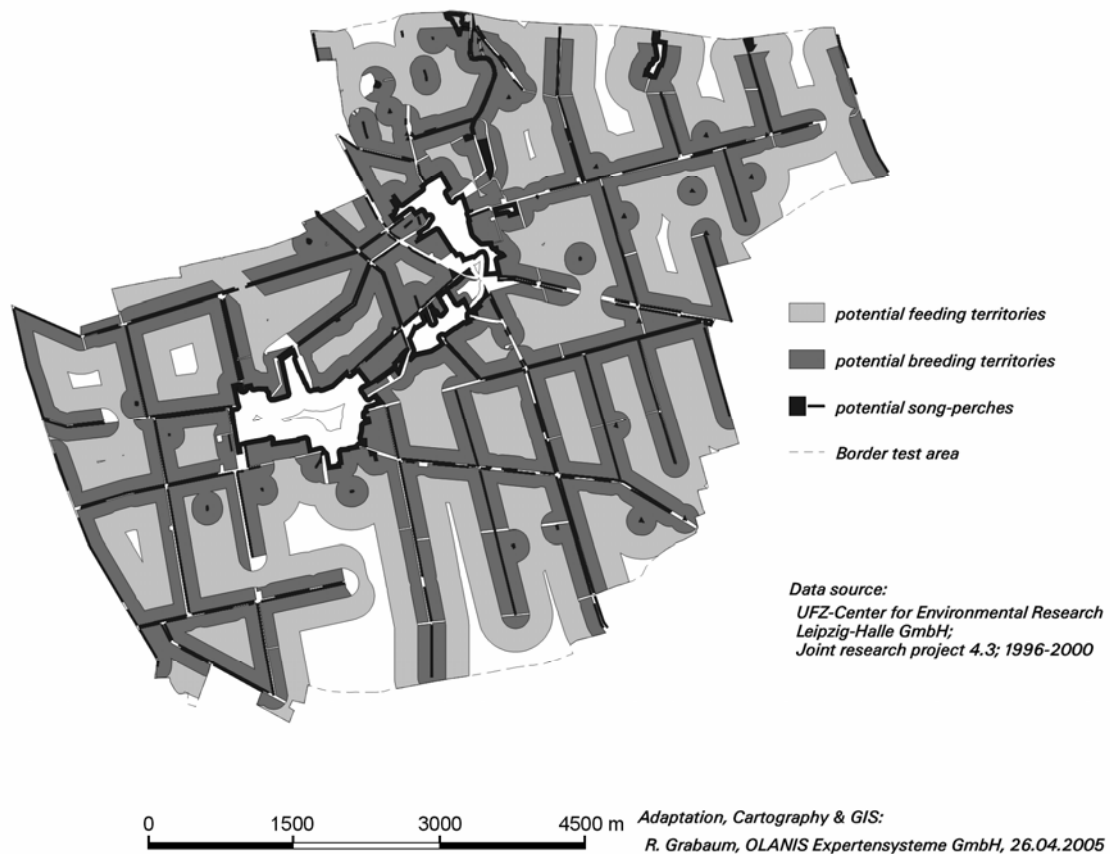 potential feeding territories
potential breeding territories
potential song-perches
Border test area
Data source:
UFZ-Center for Environmental Research
Leipzig-Halle GmbH;
Joint research project 4.3; 1996-2000
0 1500 3000 4500 m
Adaptation, Cartography & GIS:
R. Grabaum, OLANIS Expertensysteme GmbH, 26.04.2005